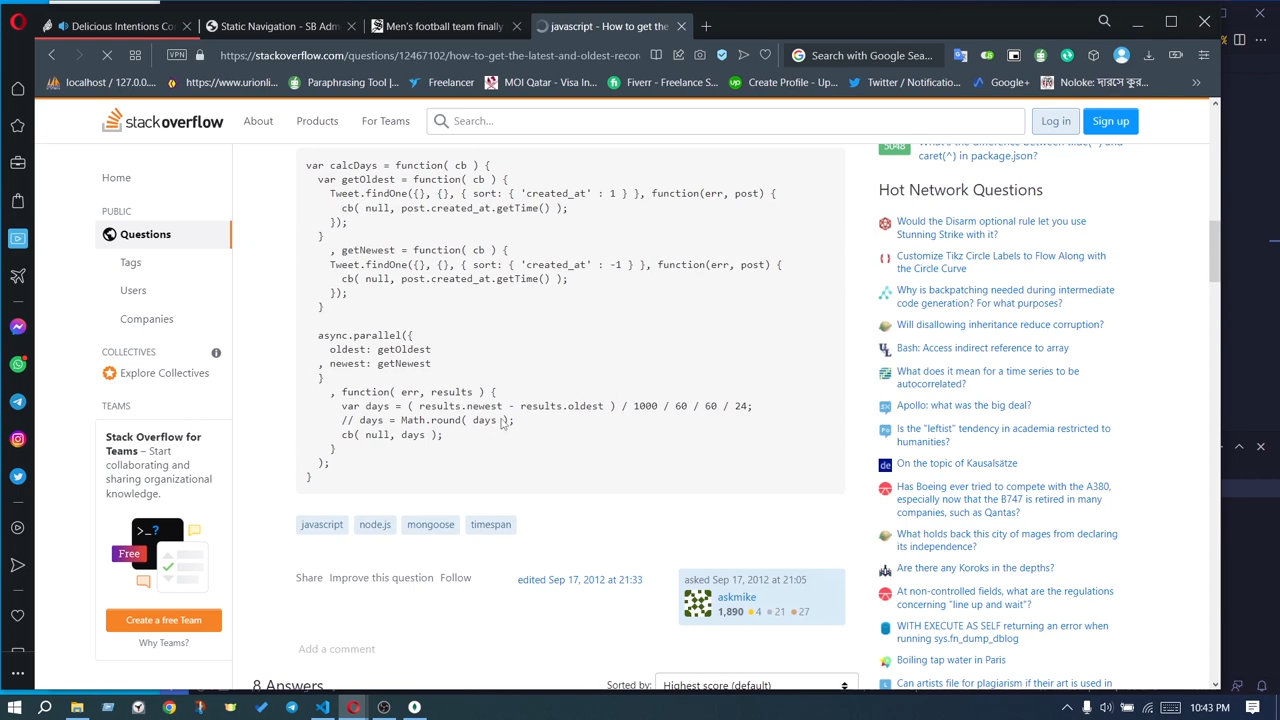 Delicious Indonesian
Static Navigation - SB Admin
Men's football team finally
javascript - How to get the
VPN
https://www.stackoverflow.com/questions/12467102/how-to-get-the-latest-and-oldest-recor
Search with Google Sea...
localhost / 127.0.0....
https://www.urionli...
Paraphrasing Tool |...
Freelancer
MOI Qatar - Visa In...
Fiverr - Freelance S...
Create Profile - Up...
Twitter / Notificatio...
Google+
Noloke: দারসে কুর...
stackoverflow
About
Products
For Teams
Search...
Log in
Sign up
Home
PUBLIC
Questions
Tags
Users
Companies
COLLECTIVES
Explore Collectives
TEAMS
Stack Overflow for
Teams – Start
collaborating and
sharing organizational
knowledge.
>_?
Free
Create a free Team
Why Teams?
calcDays = function( cb ) {
var getOldest = function( cb ) {
Tweet.findOne({}, {}, { sort: { 'created_at' : 1 } }, function(err, post) {
cb( null, post.created_at.getTime() );
});
}
, getNewest = function( cb ) {
Tweet.findOne({}, {}, { sort: { 'created_at' : -1 } }, function(err, post) {
cb( null, post.created_at.getTime() );
});
}
async.parallel({
oldest: getOldest
, newest: getNewest
}
, function( err, results ) {
var days = ( results.newest - results.oldest ) / 1000 / 60 / 60 / 24;
// days = Math.round( days );
cb( null, days );
}
);
}
javascript
node.js
mongoose
timespan
Share Improve this question Follow
edited Sep 17, 2012 at 21:33
asked Sep 17, 2012 at 21:05
askmike
1,890 4 21 27
Add a comment
8 Answers
Sorted by:
Highest score (default)
What's the difference between tilde(~) and
caret(^) in package.json?
Hot Network Questions
Would the Disarm optional rule let you use
Stunning Strike with it?
Customize Tikz Circle Labels to Flow Along with
the Circle Curve
Why is backpatching needed during intermediate
code generation? For what purposes?
Will disallowing inheritance reduce corruption?
Bash: Access indirect reference to array
What does it mean for a time series to be
autocorrelated?
Apollo: what was the big deal?
Is the "leftist" tendency in academia restricted to
humanities?
On the topic of Kausalsätze
Has Boeing ever tried to compete with the A380,
especially now that the B747 is retired in many
companies, such as Qantas?
What holds back this city of mages from declaring
its independence?
Are there any Koroks in the depths?
At non-controlled fields, what are the regulations
concerning "line up and wait"?
WITH EXECUTE AS SELF returning an error when
running sys.fn_dump_dblog
Boiling tap water in Paris
Can artists file for plagiarism if their art is used in
10:43 PM